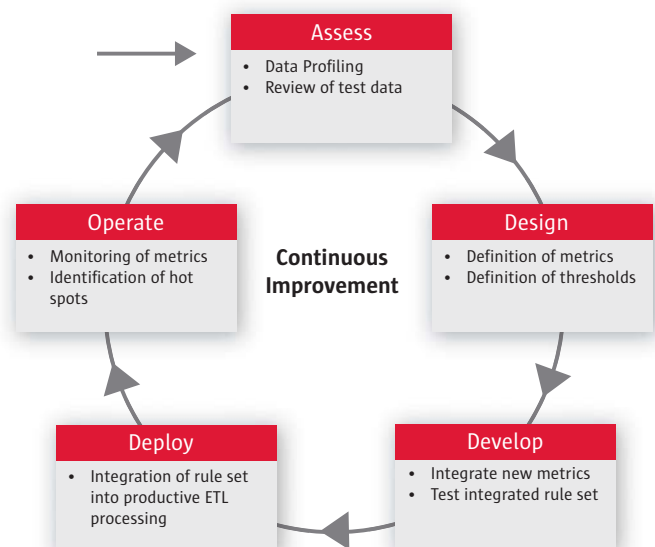 Assess
• Data Profiling
• Review of test data
Operate
• Monitoring of metrics
• Identification of hot
spots
Continuous
Improvement
Design
• Definition of metrics
• Definition of thresholds
Deploy
• Integration of rule set
into productive ETL
processing
Develop
• Integrate new metrics
• Test integrated rule set